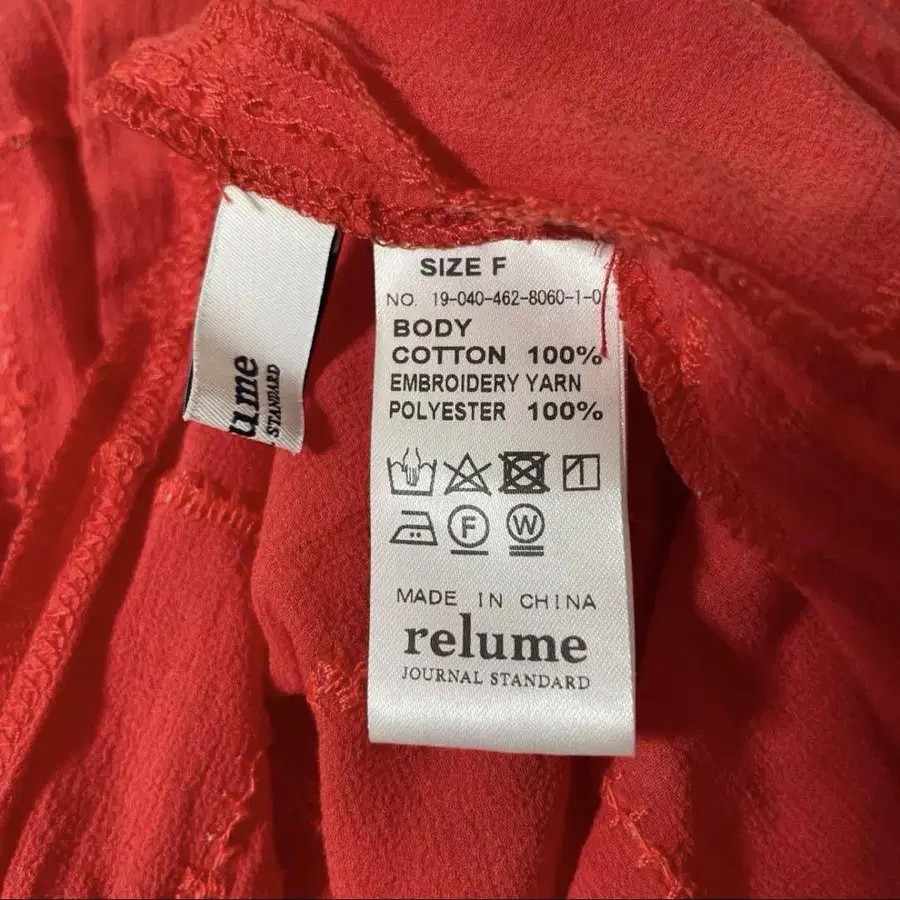 ume
STANDARD
SIZE F
NO. 19-040-462-8060-1-0
BODY
COTTON 100%
EMBROIDERY YARN
POLYESTER 100%
F
W
MADE IN CHINA
relume
JOURNAL STANDARD